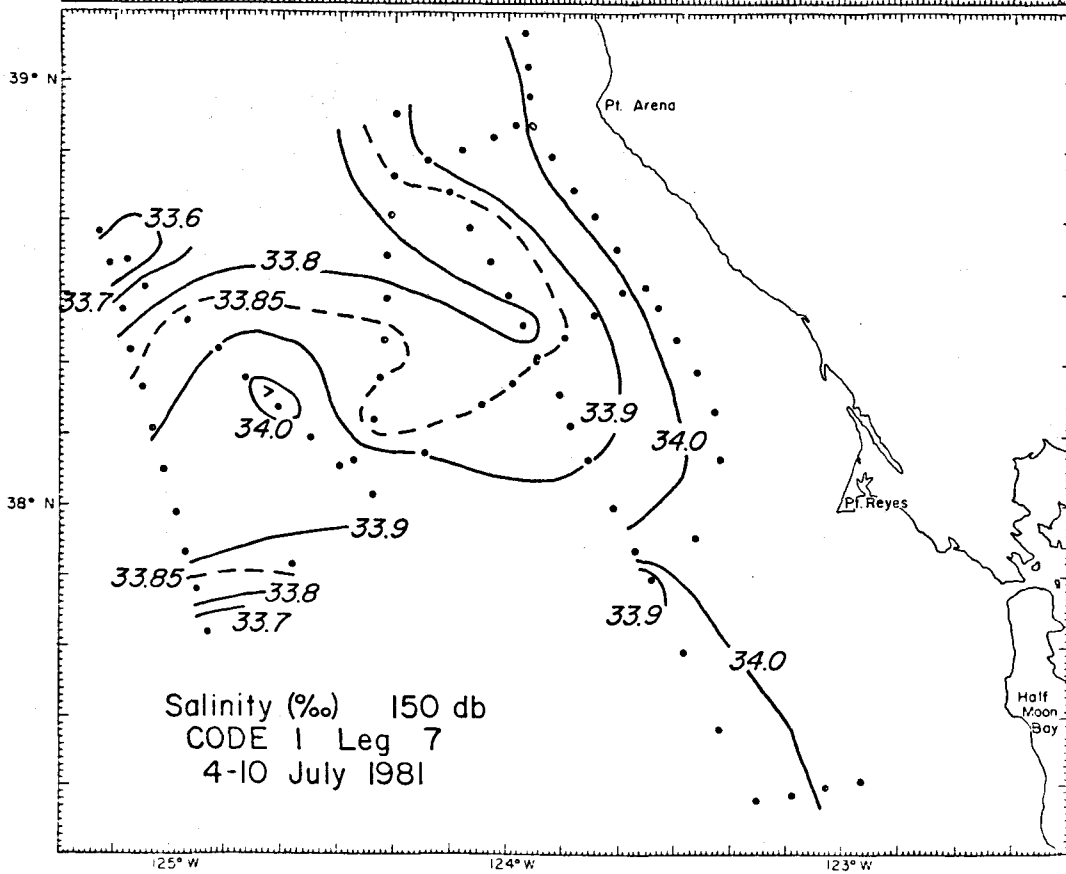 39° N
Pt. Arena
33.6
33.8
33.7
33.85
33.9
34.0
34.0
38° N
Pt. Reyes
33.9
33.85
33.8
33.7
33.9
34.0
Salinity (‰) 150 db
CODE 1 Leg 7
4-10 July 1981
Half
Moon
Bay
125° W
124° W
123° W